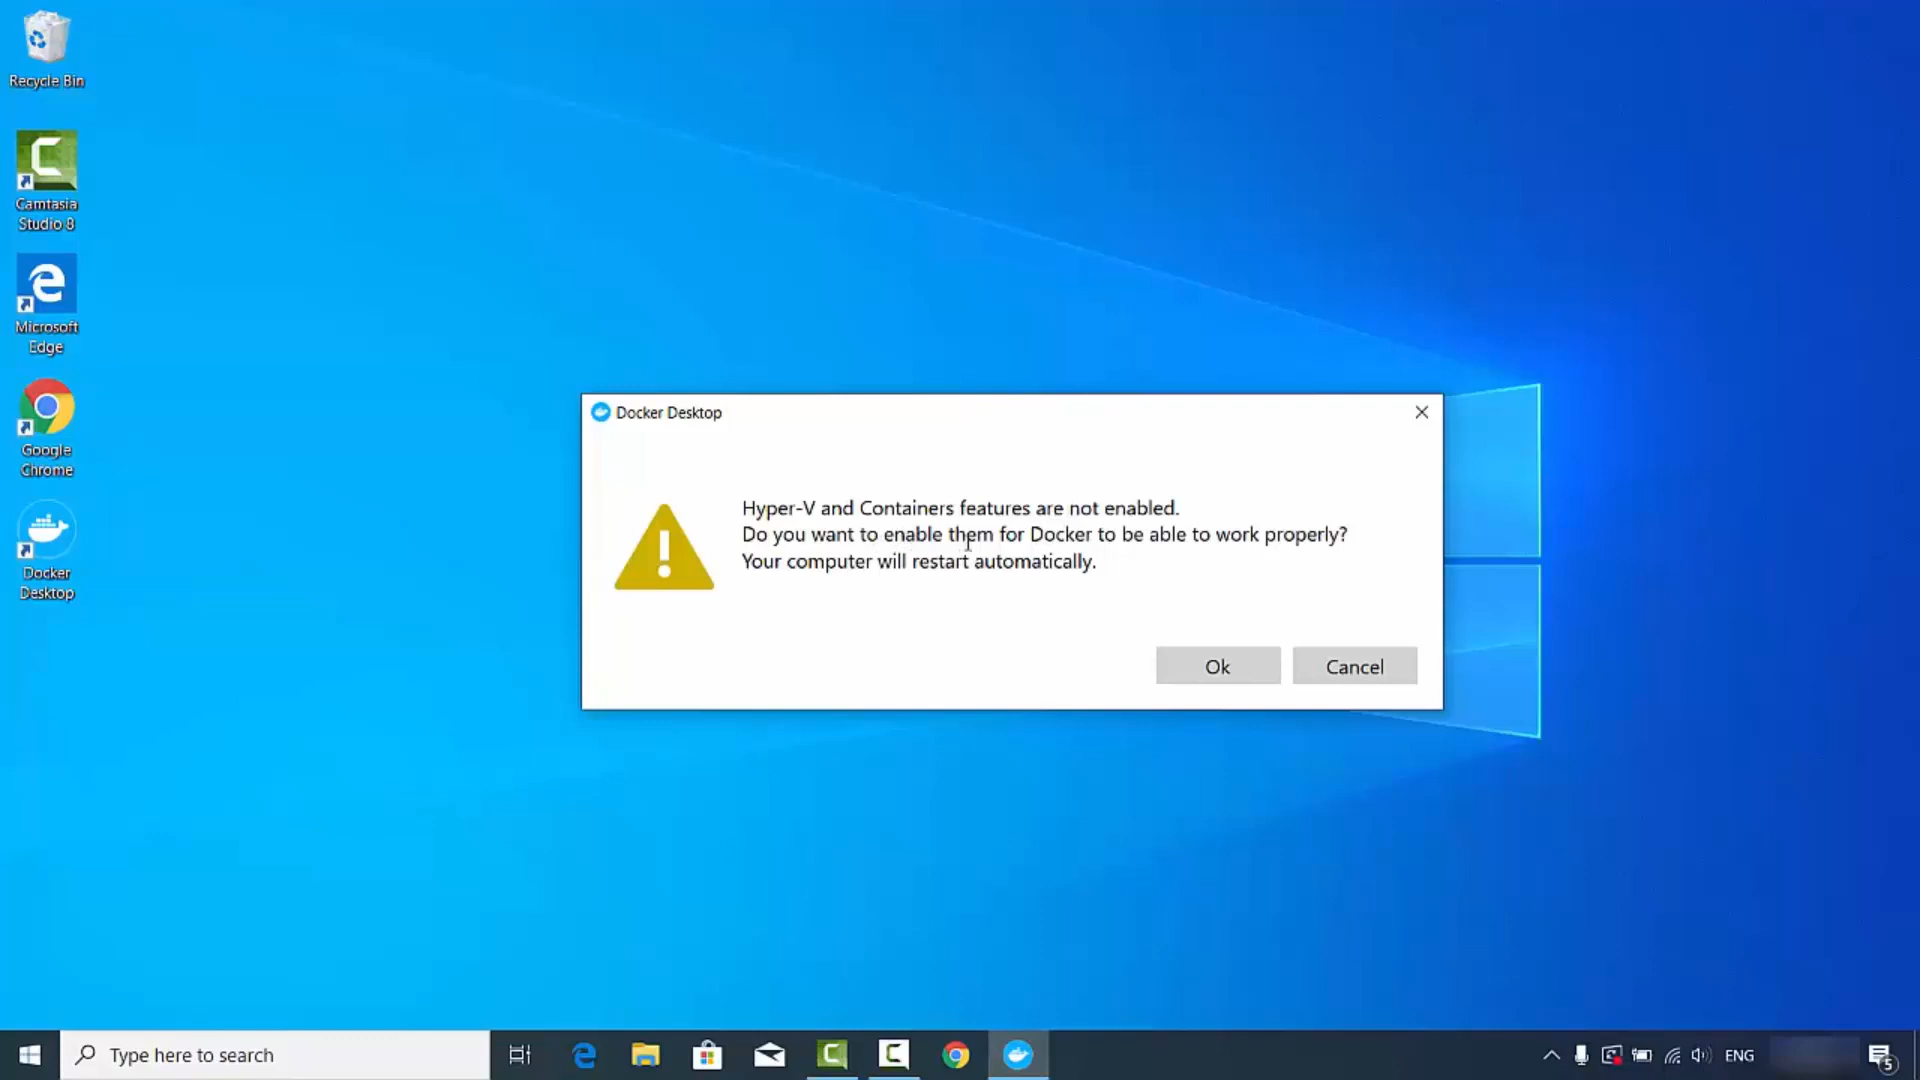 Recycle Bin
Camtasia
Studio 8
Microsoft
Edge
Google
Chrome
Docker
Desktop
Docker Desktop
Hyper-V and Containers features are not enabled.
Do you want to enable them for Docker to be able to work properly?
Your computer will restart automatically.
Ok
Cancel
Type here to search
ENG
5